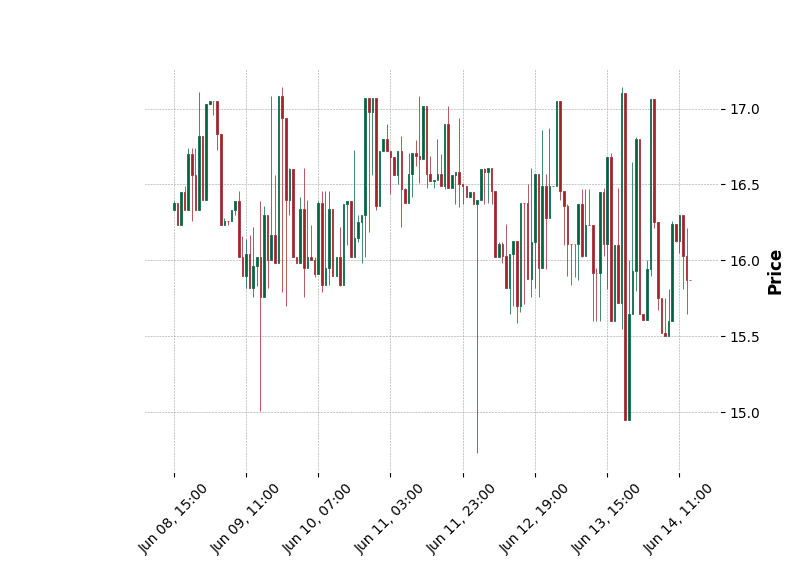 17.0
16.5
16.0
15.5
15.0
Price
Jun 08, 15:00
Jun 09, 11:00
Jun 10, 07:00
Jun 11, 03:00
Jun 11, 23:00
Jun 12, 19:00
Jun 13, 15:00
Jun 14, 11:00